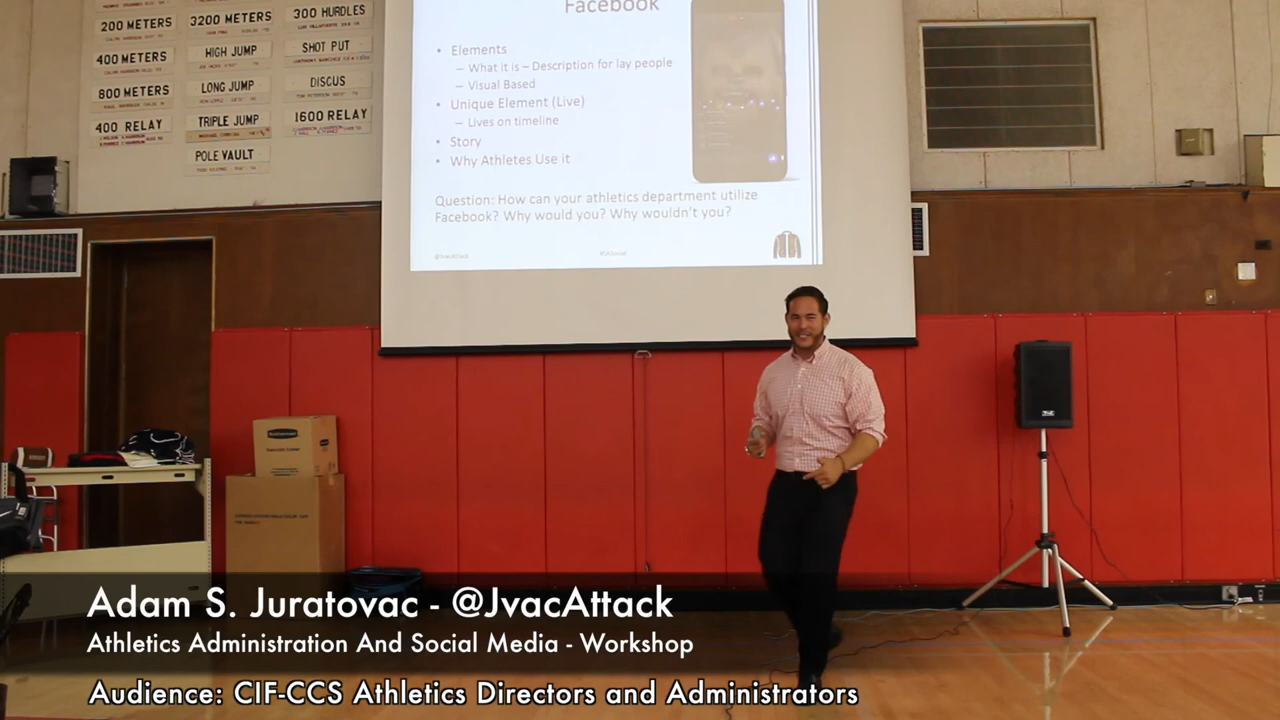 200 METERS
3200 METERS
300 HURDLES
400 METERS
HIGH JUMP
SHOT PUT
800 METERS
LONG JUMP
DISCUS
400 RELAY
TRIPLE JUMP
1600 RELAY
POLE VAULT
Facebook
• Elements
– What it is – Description for lay people
– Visual Based
• Unique Element (Live)
– Lives on timeline
• Story
• Why Athletes Use it
Question: How can your athletics department utilize
Facebook? Why would you? Why wouldn't you?
@JvacAttack
Adam S. Juratovac - @JvacAttack
Athletics Administration And Social Media - Workshop
Audience: CIF-CCS Athletics Directors and Administrators